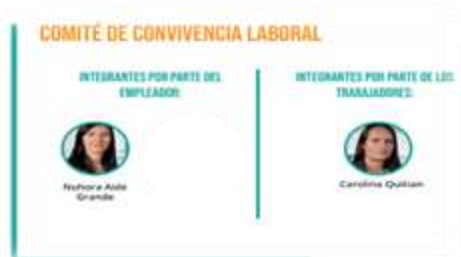 COMITÉ DE CONVIVENCIA LABORAL
INTEGRANTES POR PARTE DEL
EMPLEADOR:
INTEGRANTES POR PARTE DE LOS
TRABAJADORES:
Nohora Aide
Grande
Carolina Quitian